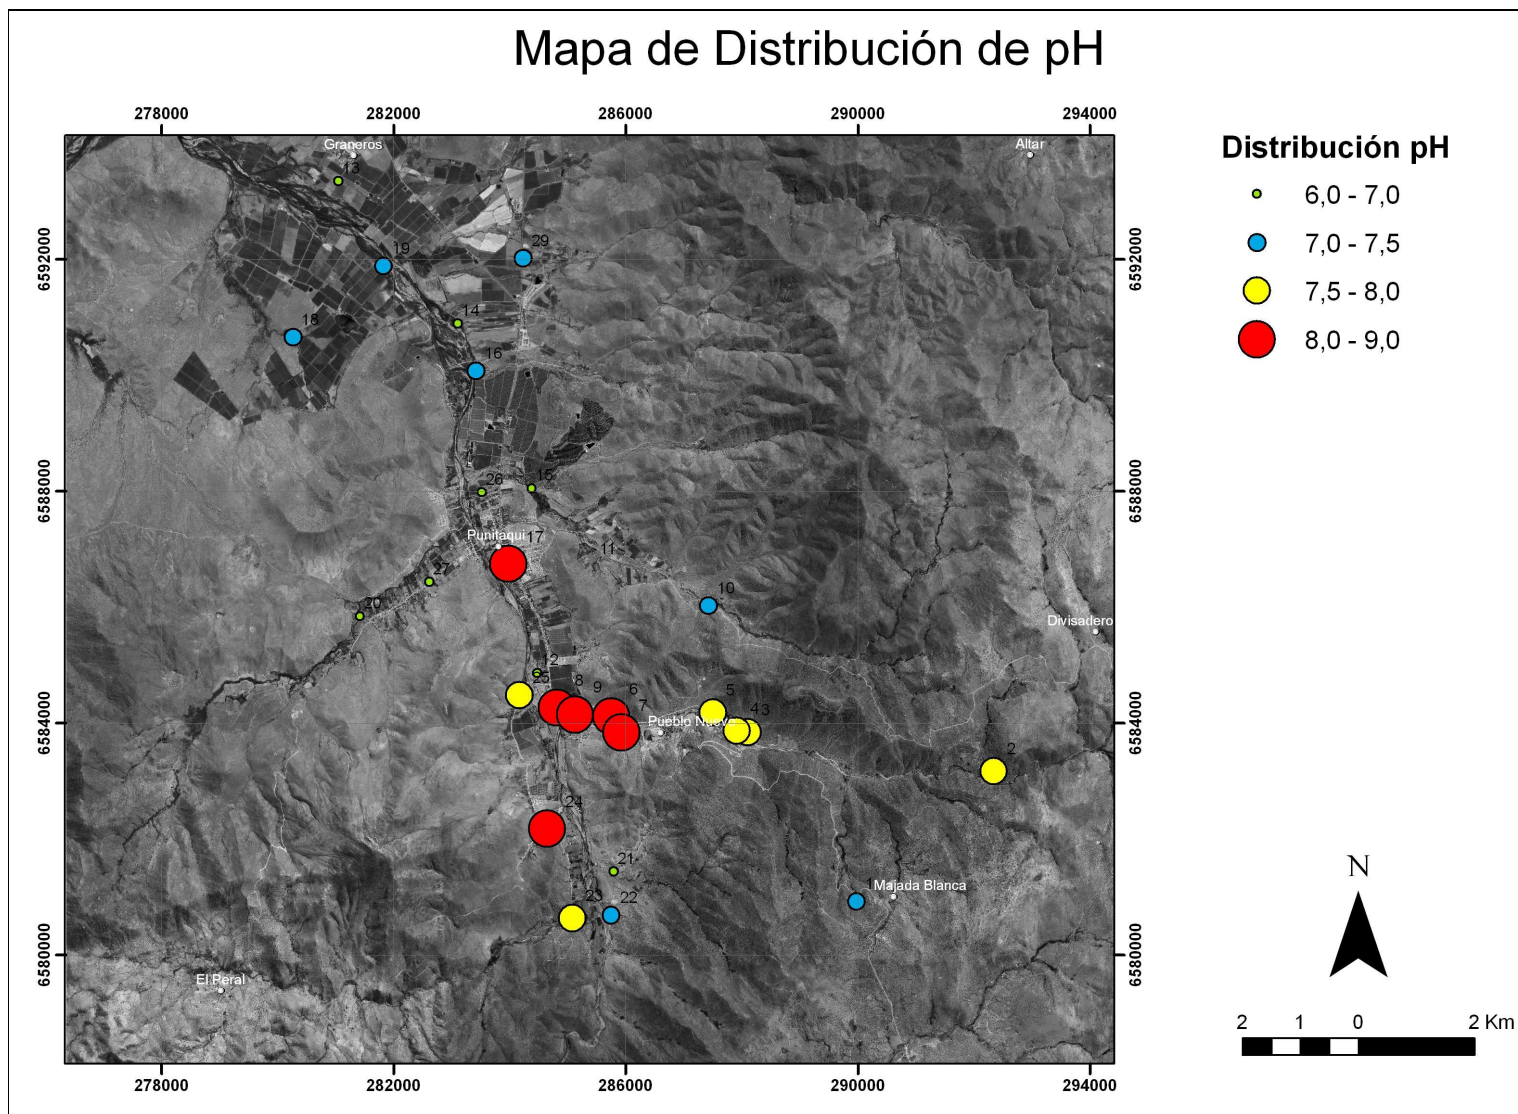 Mapa de Distribución de pH
278000 282000 286000 290000 294000
Graneros
Altar
13
6592000
19
29
6592000
18
14
16
6588000
26
15
6588000
Punitaqui
17
11
27
10
20
Divisadero
12
25
8
9
6
7
5
4
3
Pueblo Nuevo
6584000
6584000
2
24
21
1
Majada Blanca
23
22
6580000
6580000
El Peral
278000 282000 286000 290000 294000
Distribución pH
6,0 - 7,0
7,0 - 7,5
7,5 - 8,0
8,0 - 9,0
N
2 1 0 2 Km